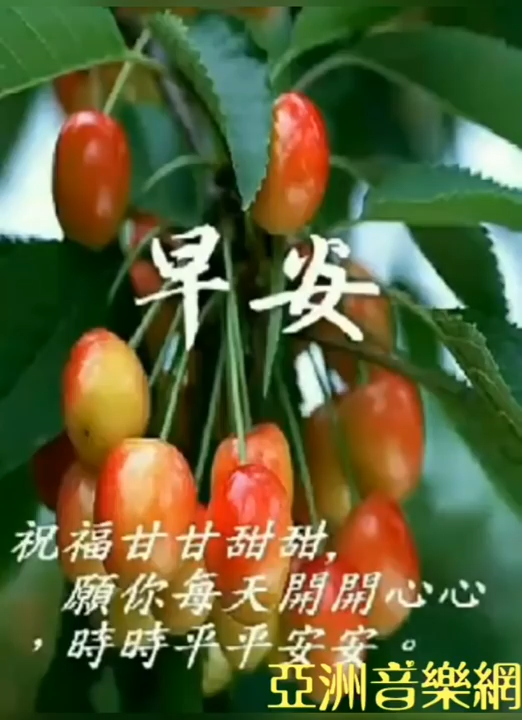 早安
祝福甘甘甜甜,
願你每天開開心心
，時時平平安安。
亞洲音樂網